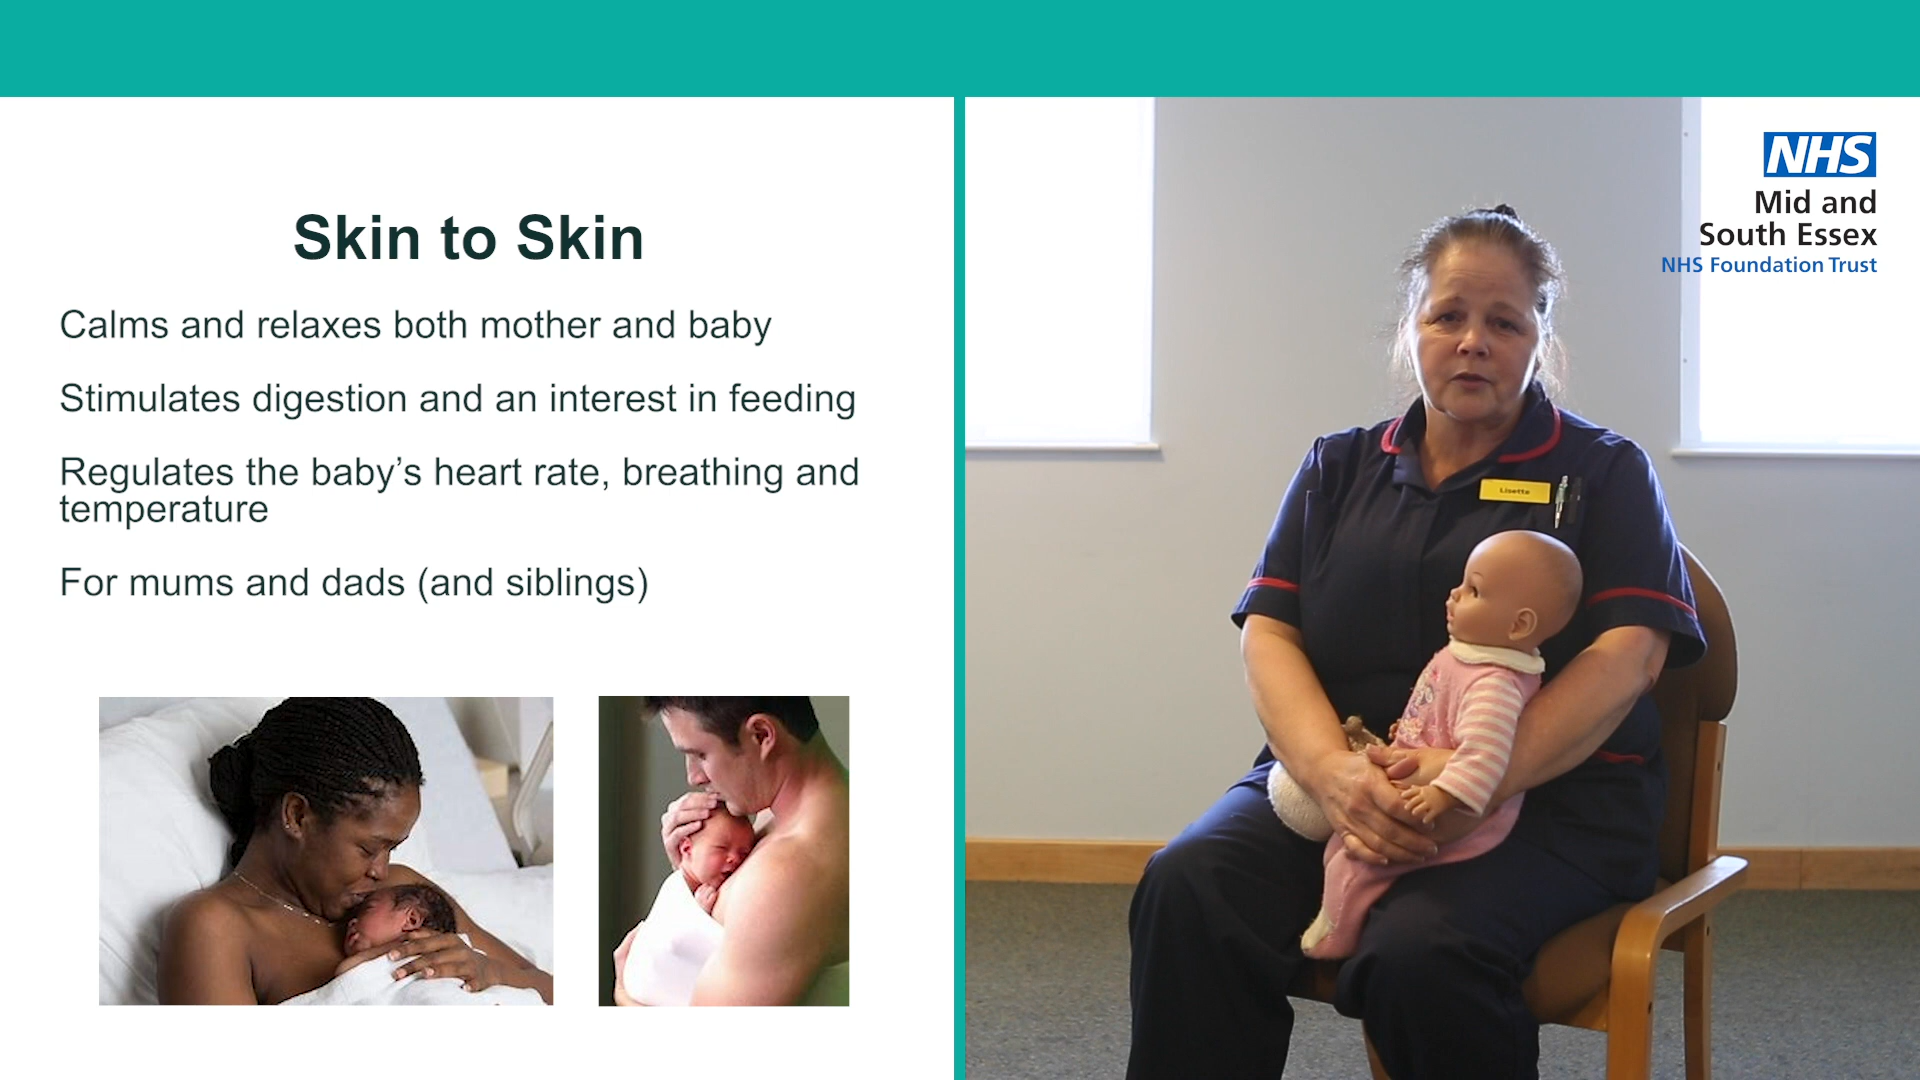 Skin to Skin
Calms and relaxes both mother and baby
Stimulates digestion and an interest in feeding
Regulates the baby’s heart rate, breathing and
temperature
For mums and dads (and siblings)
NHS
Mid and
South Essex
NHS Foundation Trust
Lisette